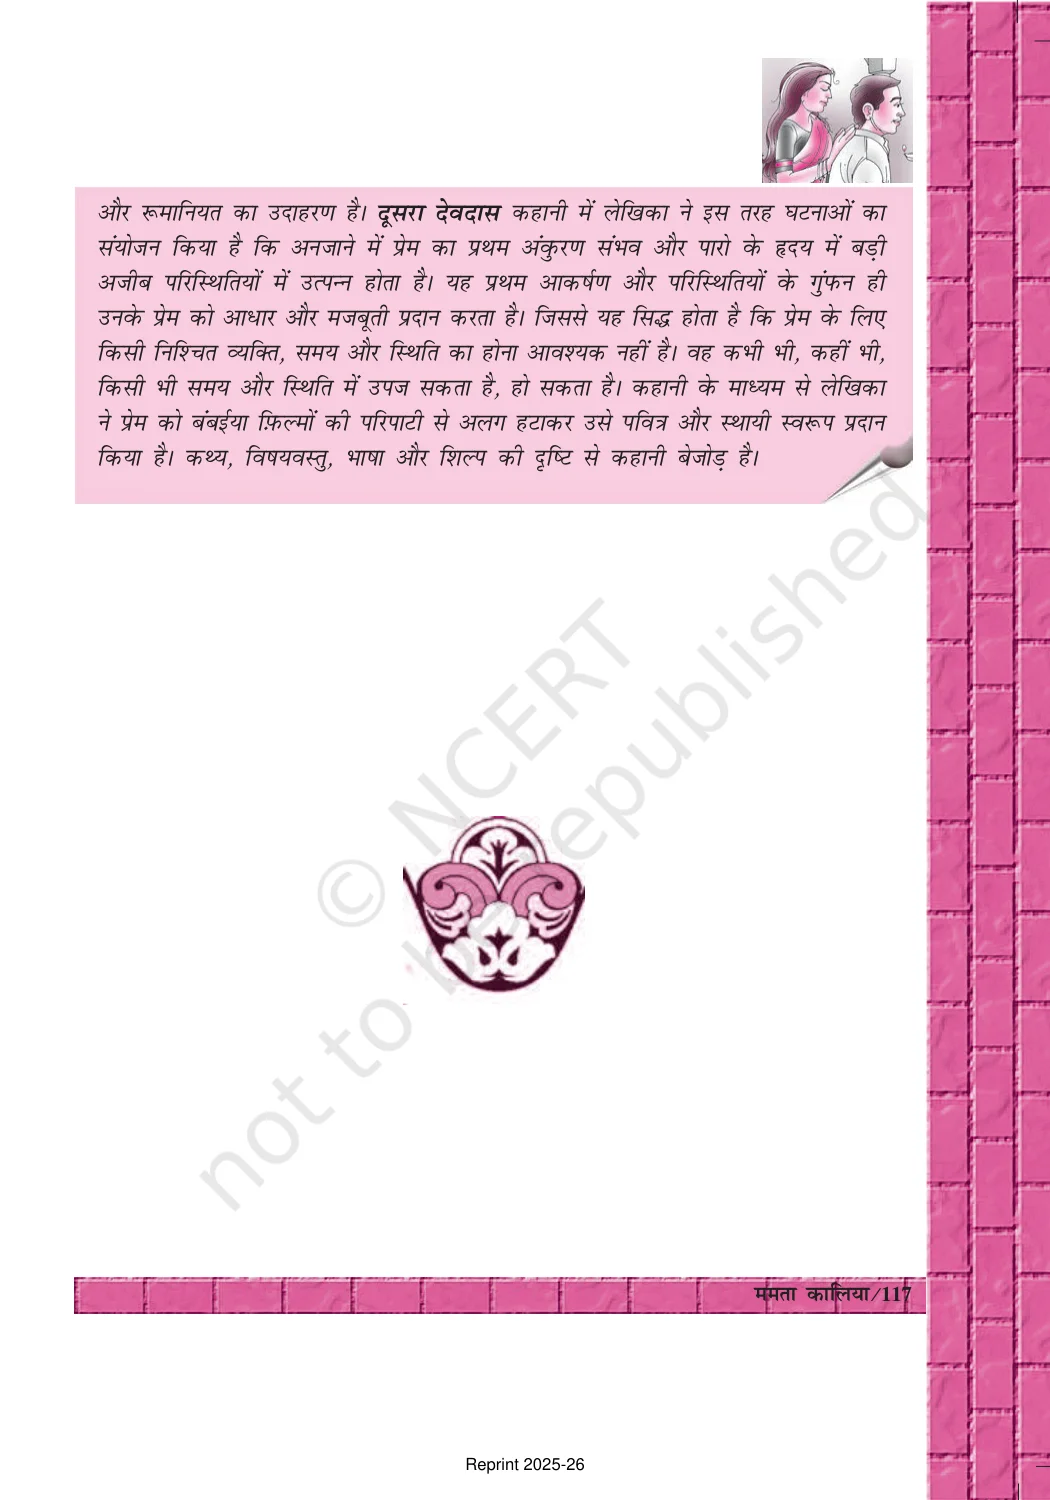 और रूमानियत का उदाहरण है। दूसरा देवदास कहानी में लेखिका ने इस तरह घटनाओं का
संयोजन किया है कि अनजाने में प्रेम का प्रथम अंकुरण संभव और पारो के हृदय में बड़ी
अजीब परिस्थितियों में उत्पन्न होता है। यह प्रथम आकर्षण और परिस्थितियों के गुंफन ही
उनके प्रेम को आधार और मजबूती प्रदान करता है। जिससे यह सिद्ध होता है कि प्रेम के लिए
किसी निश्चित व्यक्ति, समय और स्थिति का होना आवश्यक नहीं है। वह कभी भी, कहीं भी,
किसी भी समय और स्थिति में उपज सकता है, हो सकता है। कहानी के माध्यम से लेखिका
ने प्रेम को बंबईया फ़िल्मों की परिपाटी से अलग हटाकर उसे पवित्र और स्थायी स्वरूप प्रदान
किया है। कथ्य, विषयवस्तु, भाषा और शिल्प की दृष्टि से कहानी बेजोड़ है।
© NCERT
not to be republished
ममता कालिया/117
Reprint 2025-26